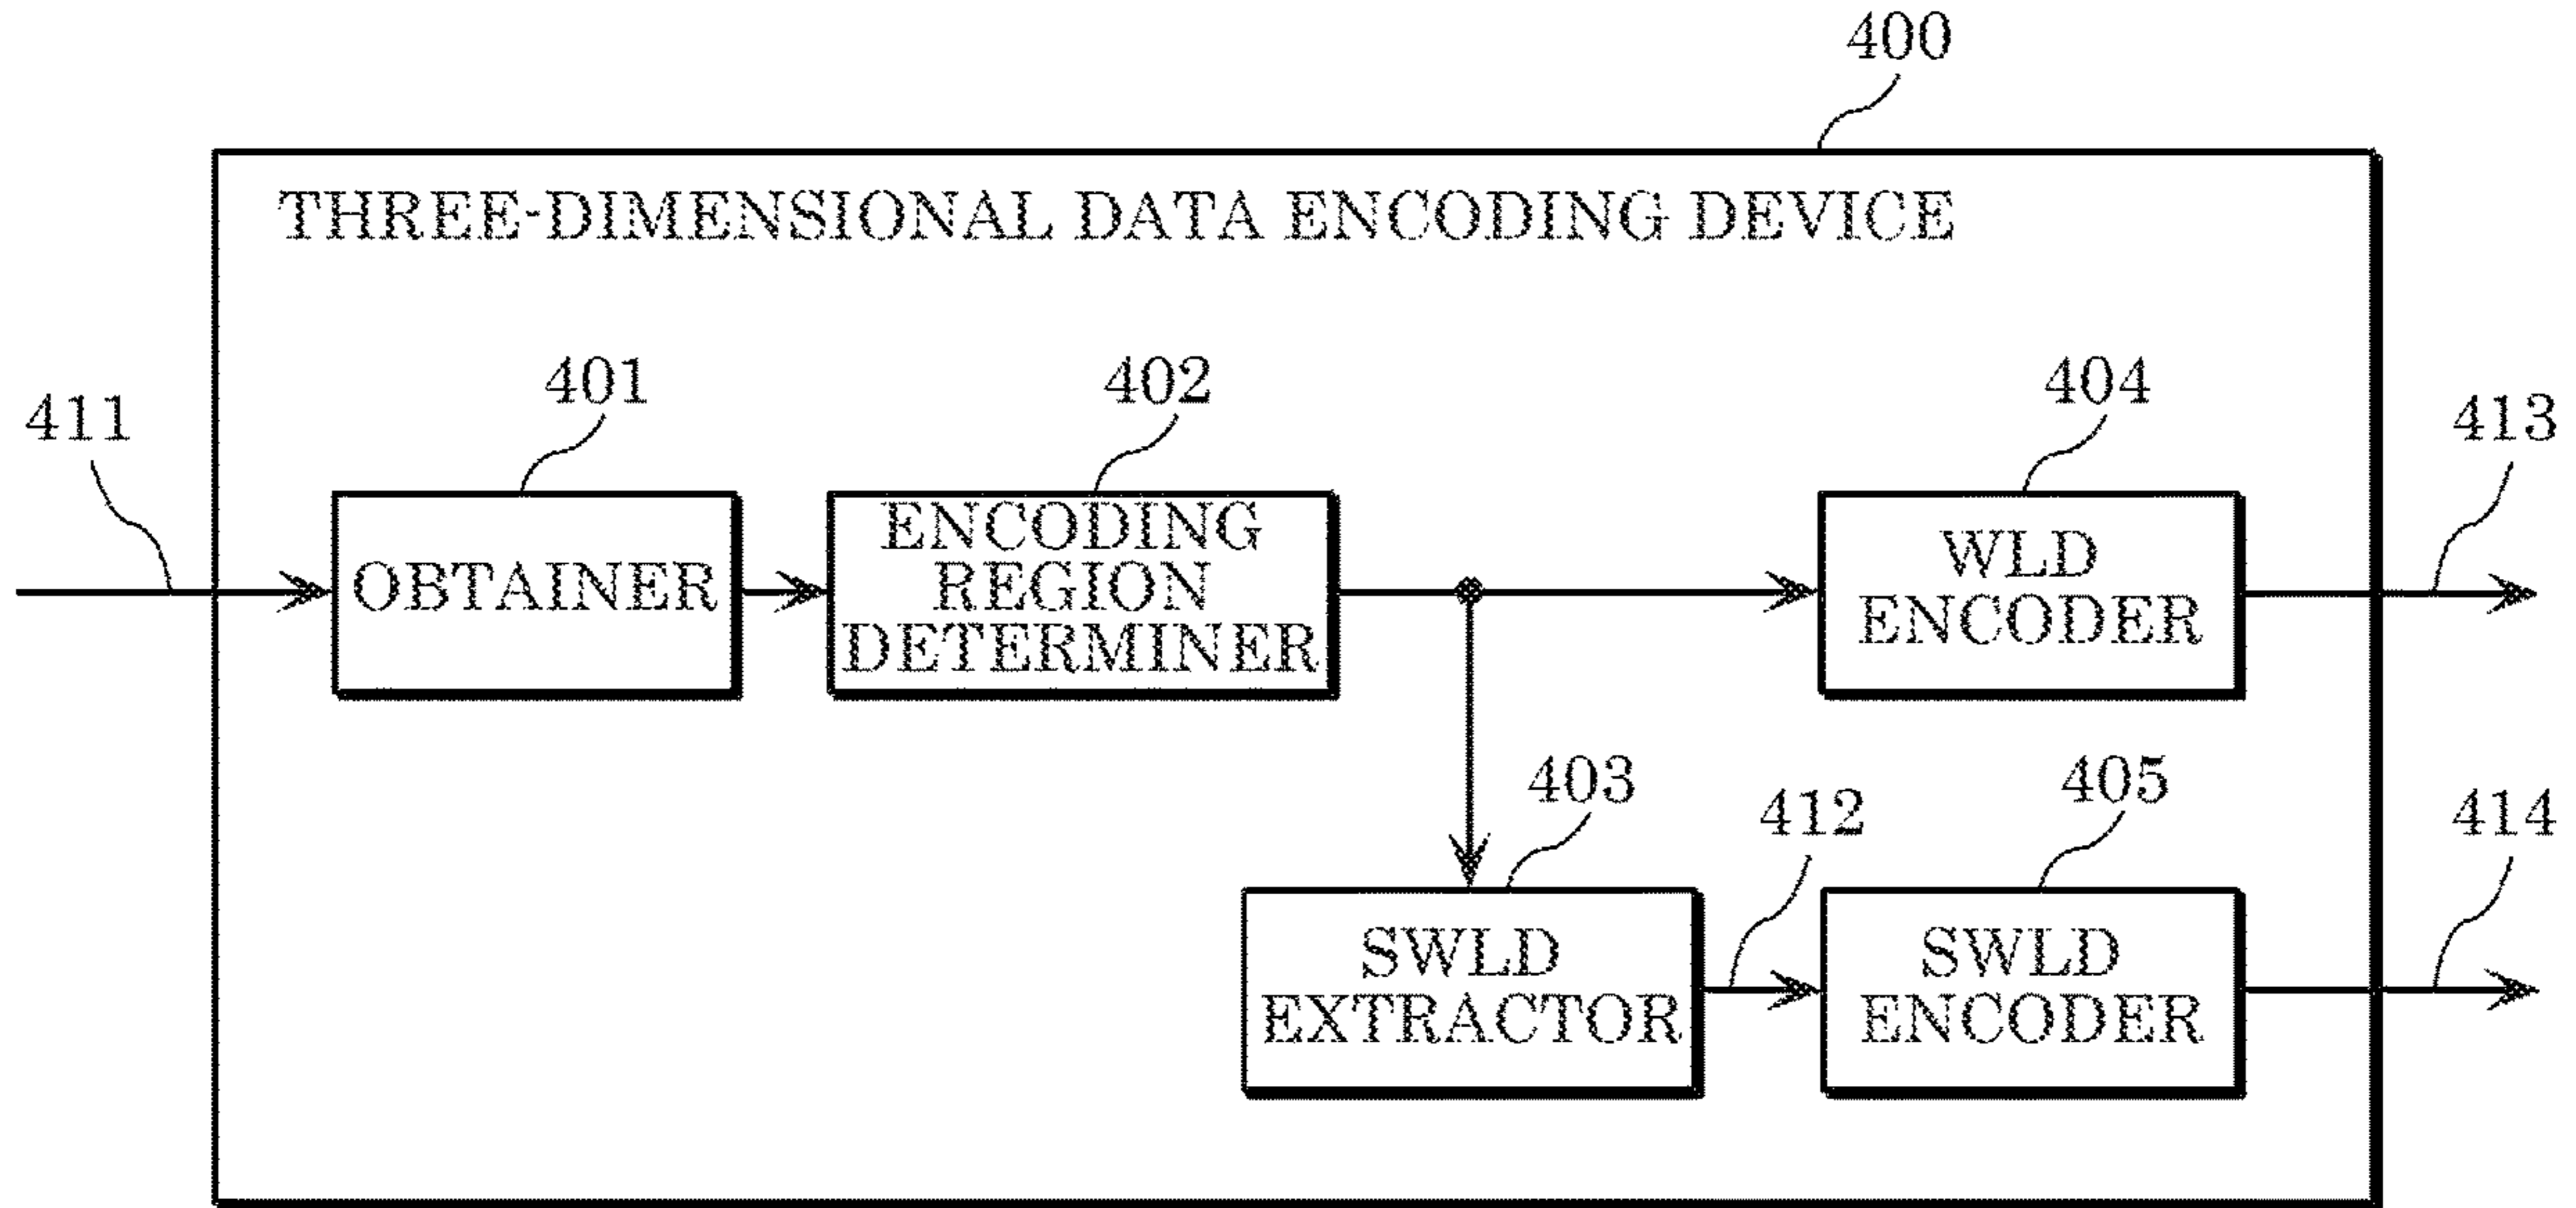 400
THREE-DIMENSIONAL DATA ENCODING DEVICE
401
402
404
411
413
OBTAINER
ENCODING
REGION
DETERMINER
WLD
ENCODER
403
412
405
414
SWLD
EXTRACTOR
SWLD
ENCODER